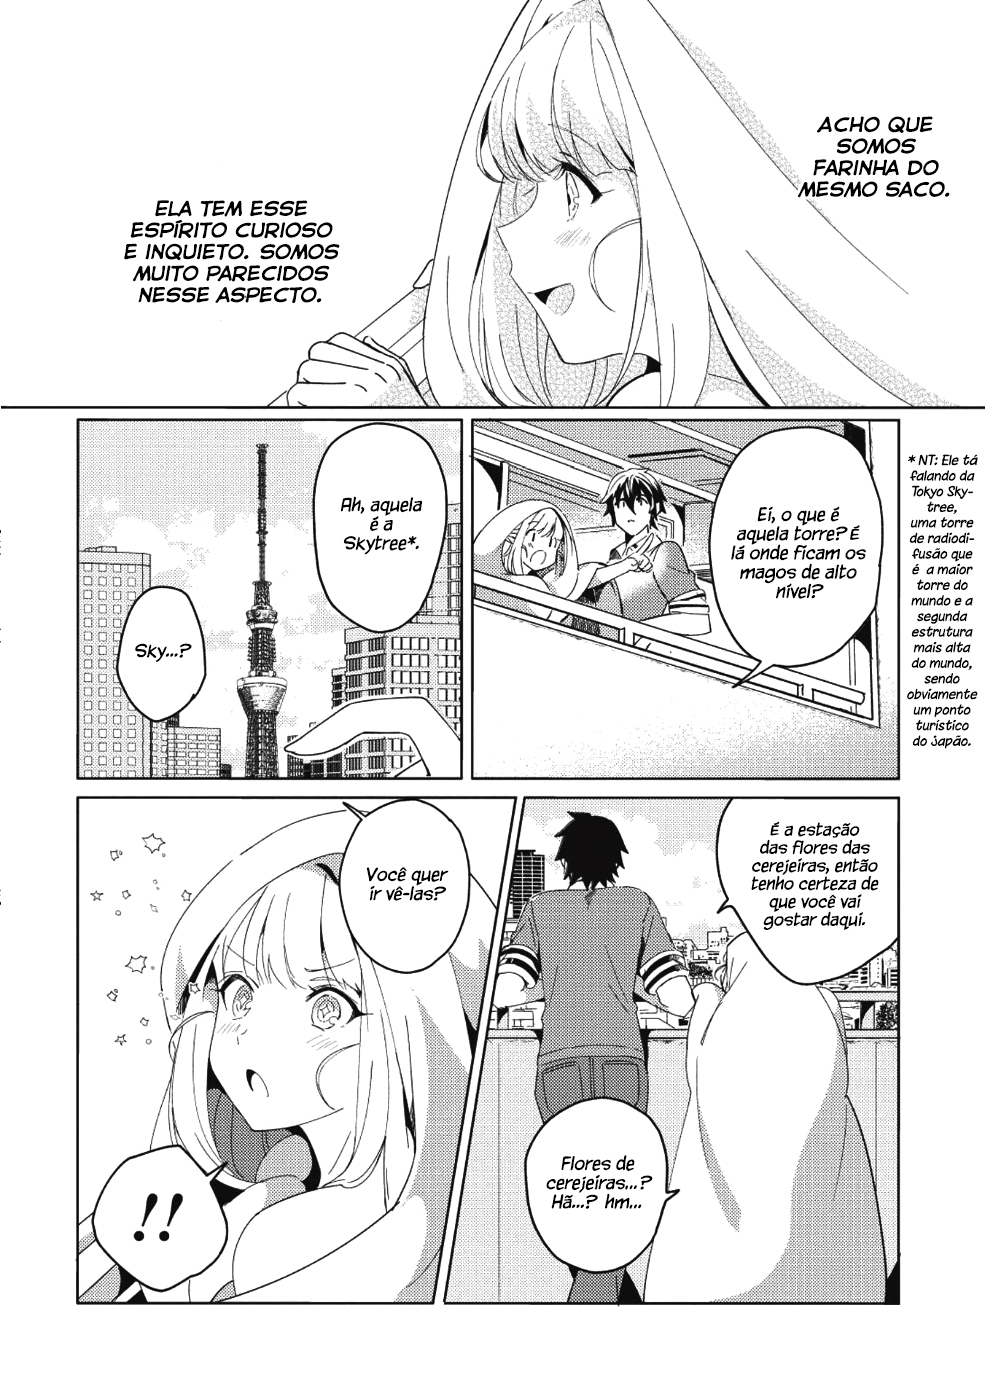 ACHO QUE
SOMOS
FARINHA DO
MESMO SACO.
ELA TEM ESSE
ESPÍRITO CURIOSO
E INQUIETO. SOMOS
MUITO PARECIDOS
NESSE ASPECTO.
Ei, o que é
aquela torre? É
lá onde ficam os
magos de alto
nível?
* NT: Ele tá
falando da
Tokyo Sky-
tree,
uma torre
de radiodi-
fusão que
é a maior
torre do
mundo e a
segunda
estrutura
mais alta
do mundo,
sendo
obviamente
um ponto
turístico
do Japão.
Ah, aquela
é a
Skytree*.
Sky...?
É a estação
das flores das
cerejeiras, então
tenho certeza de
que você vai
gostar daqui.
Flores de
cerejeiras...?
Hã...? hm...
Você quer
ir vê-las?
!!